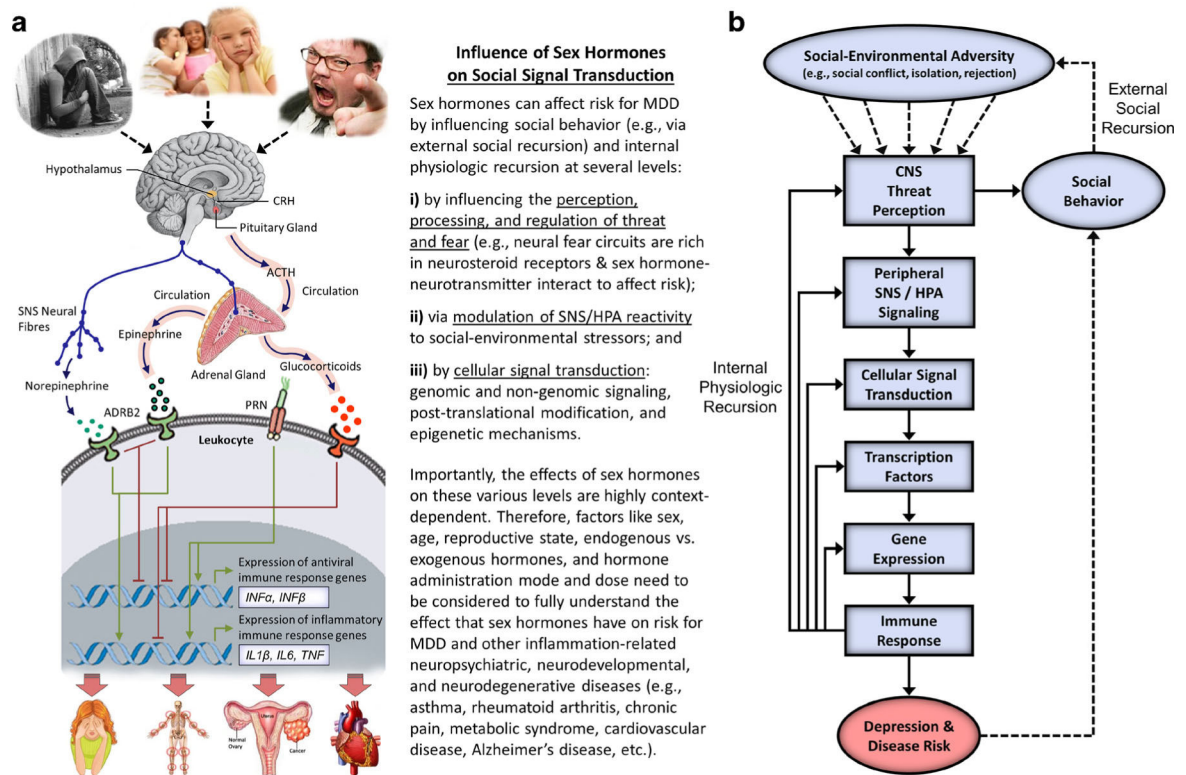 a
Hypothalamus
CRH
Pituitary Gland
ACTH
Circulation
Circulation
SNS Neural
Fibres
Epinephrine
Adrenal Gland
Glucocorticoids
Norepinephrine
ADRB2
PRN
Leukocyte
Expression of antiviral
immune response genes
INFα, INFβ
Expression of inflammatory
immune response genes
IL1β, IL6, TNF
Uterus
Normal
Ovary
Cancer
Influence of Sex Hormones
on Social Signal Transduction
Sex hormones can affect risk for MDD
by influencing social behavior (e.g., via
external social recursion) and internal
physiologic recursion at several levels:
i) by influencing the perception,
processing, and regulation of threat
and fear (e.g., neural fear circuits are rich
in neurosteroid receptors & sex hormone-
neurotransmitter interact to affect risk);
ii) via modulation of SNS/HPA reactivity
to social-environmental stressors; and
iii) by cellular signal transduction:
genomic and non-genomic signaling,
post-translational modification, and
epigenetic mechanisms.
Importantly, the effects of sex hormones
on these various levels are highly context-
dependent. Therefore, factors like sex,
age, reproductive state, endogenous vs.
exogenous hormones, and hormone
administration mode and dose need to
be considered to fully understand the
effect that sex hormones have on risk for
MDD and other inflammation-related
neuropsychiatric, neurodevelopmental,
and neurodegenerative diseases (e.g.,
asthma, rheumatoid arthritis, chronic
pain, metabolic syndrome, cardiovascular
disease, Alzheimer's disease, etc.).
b
Social-Environmental Adversity
(e.g., social conflict, isolation, rejection)
External
Social
Recursion
CNS
Threat
Perception
Social
Behavior
Peripheral
SNS / HPA
Signaling
Internal
Physiologic
Recursion
Cellular Signal
Transduction
Transcription
Factors
Gene
Expression
Immune
Response
Depression &
Disease Risk